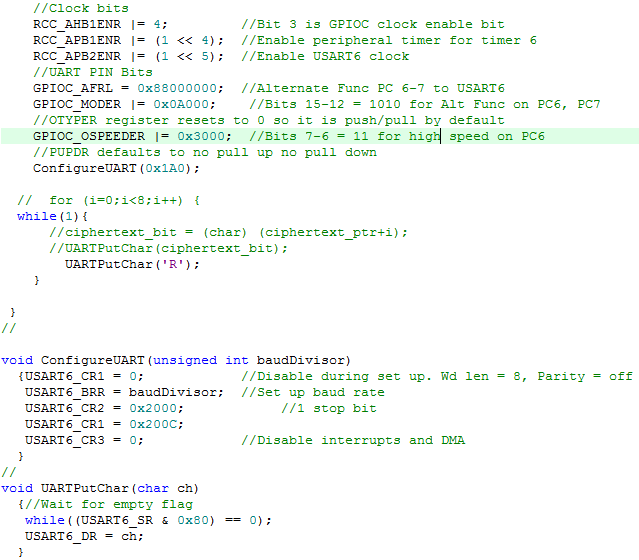 //Clock bits
RCC_AHB1ENR |= 4; //Bit 3 is GPIOC clock enable bit
RCC_APB1ENR |= (1 << 4); //Enable peripheral timer for timer 6
RCC_APB2ENR |= (1 << 5); //Enable USART6 clock
//UART PIN Bits
GPIOC_AFRL = 0x88000000; //Alternate Func PC 6-7 to USART6
GPIOC_MODER |= 0x0A000; //Bits 15-12 = 1010 for Alt Func on PC6, PC7
//OTYPER register resets to 0 so it is push/pull by default
GPIOC_OSPEEDER |= 0x3000; //Bits 7-6 = 11 for high speed on PC6
//PUPDR defaults to no pull up no pull down
ConfigureUART(0x1A0);
// for (i=0;i<8;i++) {
while(1){
//ciphertext_bit = (char) (ciphertext_ptr+i);
//UARTPutChar(ciphertext_bit);
UARTPutChar('R');
}
}
//
void ConfigureUART(unsigned int baudDivisor)
{USART6_CR1 = 0; //Disable during set up. Wd len = 8, Parity = off
USART6_BRR = baudDivisor; //Set up baud rate
USART6_CR2 = 0x2000; //1 stop bit
USART6_CR1 = 0x200C;
USART6_CR3 = 0; //Disable interrupts and DMA
}
//
void UARTPutChar(char ch)
{//Wait for empty flag
while((USART6_SR & 0x80) == 0);
USART6_DR = ch;
}